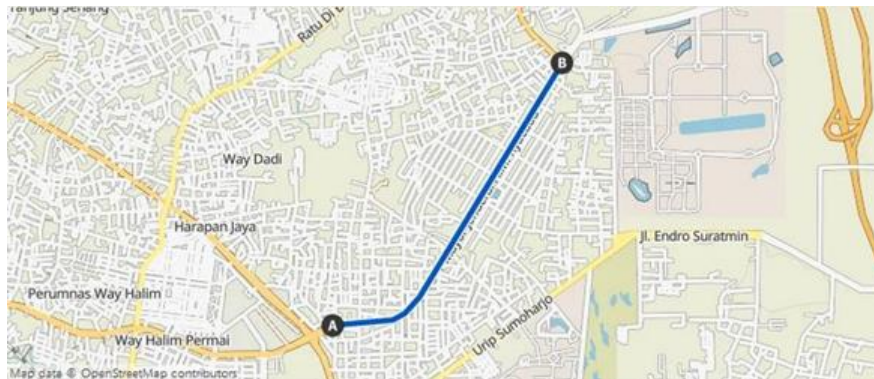 Tanjung Senang
Ratu Di
B
Way Dadi
Harapan Jaya
Jl. Endro Suratmin
Perumnas Way Halim
A
Urip Sumoharjo
Way Halim Permai
Map data © OpenStreetMap contributors